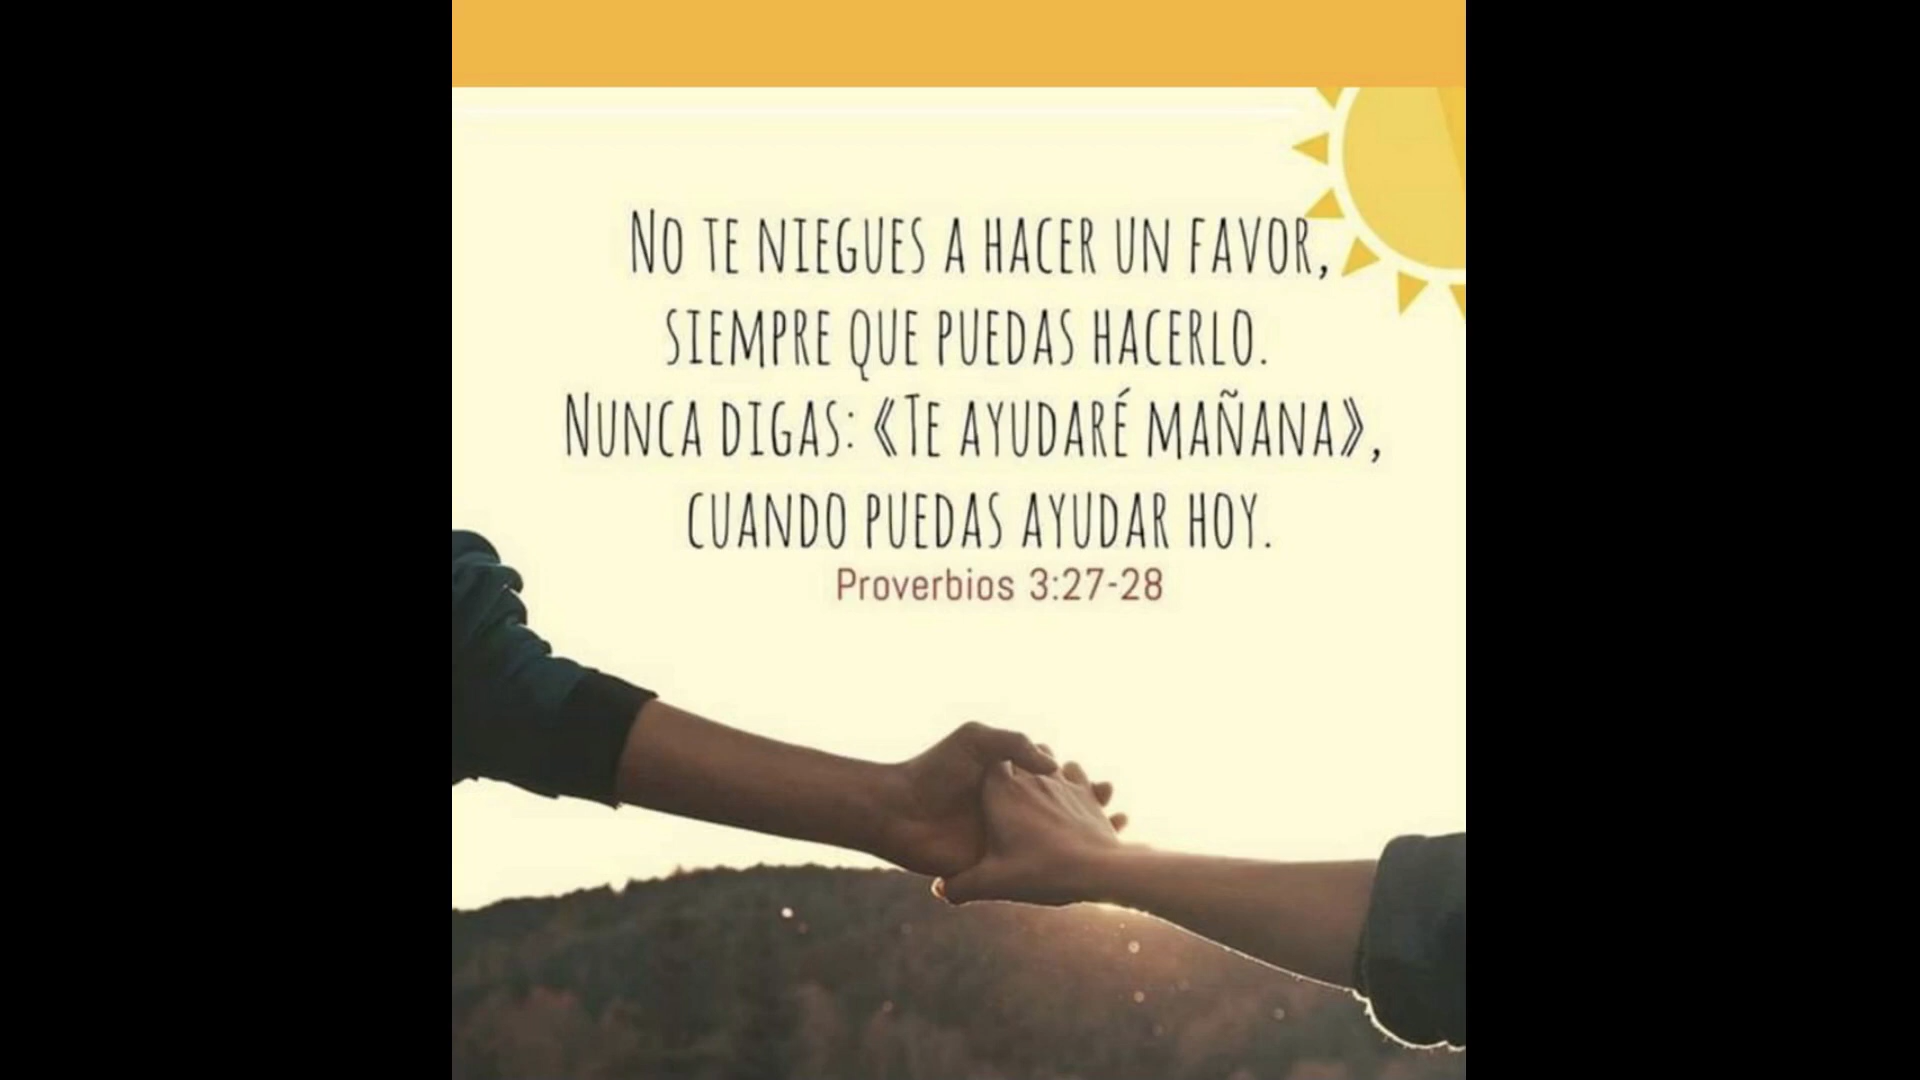 No te niegues a hacer un favor,
siempre que puedas hacerlo.
Nunca digas: «Te ayudaré mañana»,
cuando puedas ayudar hoy.
Proverbios 3:27-28